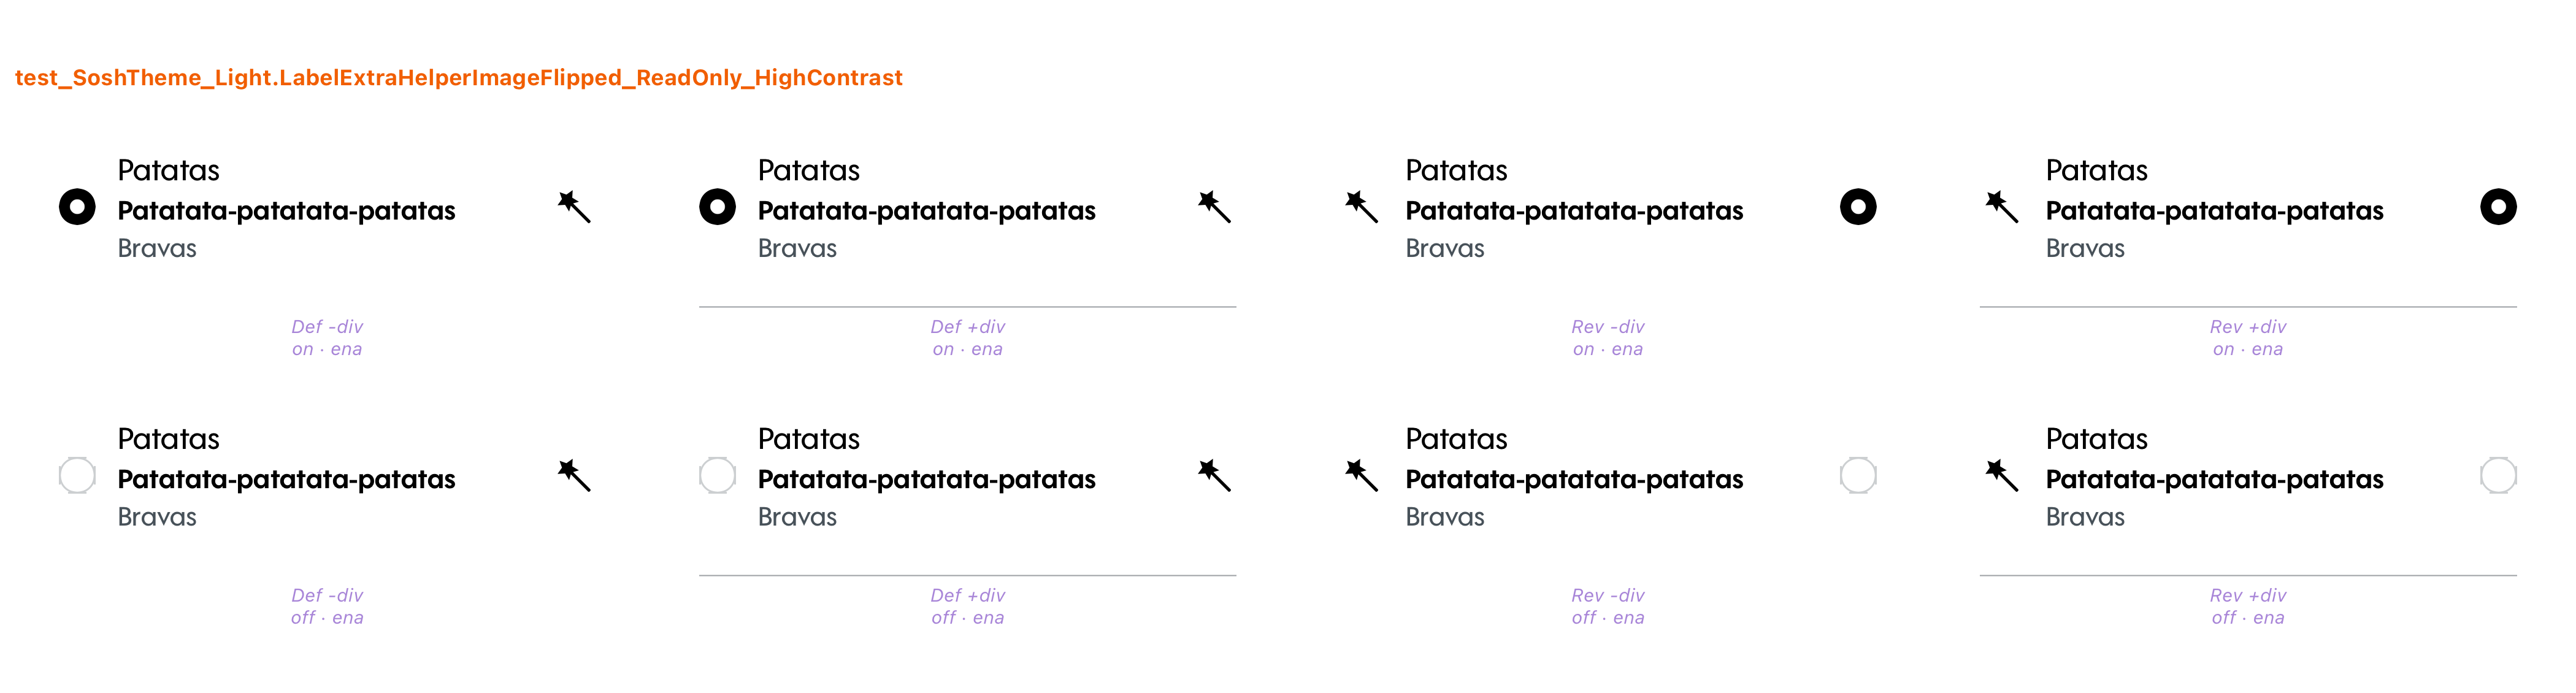 test_SoshTheme_Light.LabelExtraHelperImageFlipped_ReadOnly_HighContrast
Patatas
Patatata-patatata-patatas
Bravas
Def -div
on · ena
Patatas
Patatata-patatata-patatas
Bravas
Def +div
on · ena
Patatas
Patatata-patatata-patatas
Bravas
Rev -div
on · ena
Patatas
Patatata-patatata-patatas
Bravas
Rev +div
on · ena
Patatas
Patatata-patatata-patatas
Bravas
Def -div
off · ena
Patatas
Patatata-patatata-patatas
Bravas
Def +div
off · ena
Patatas
Patatata-patatata-patatas
Bravas
Rev -div
off · ena
Patatas
Patatata-patatata-patatas
Bravas
Rev +div
off · ena